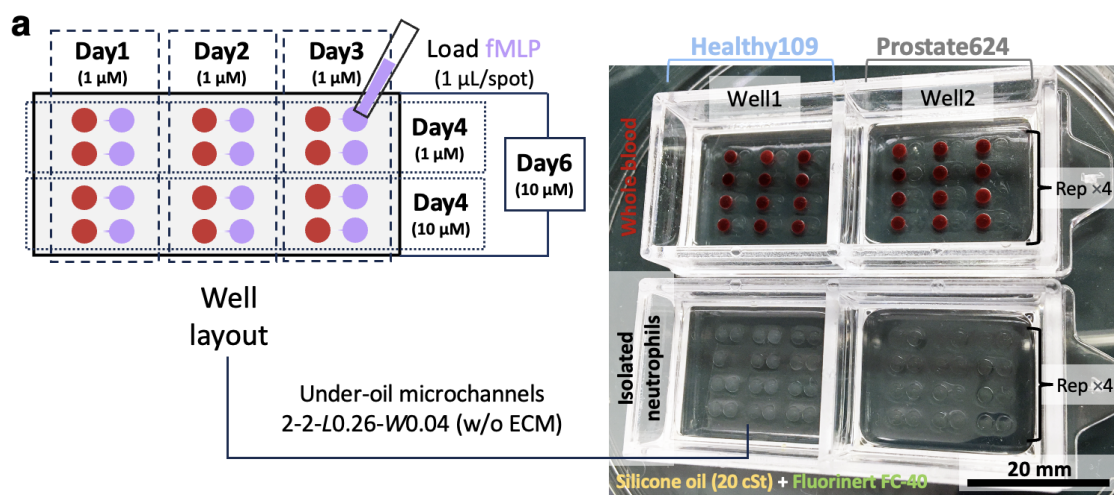 a
Day1
(1 µM)
Day2
(1 µM)
Day3
(1 µM)
Load fMLP
(1 µL/spot)
Day4
(1 µM)
Day4
(10 µM)
Day6
(10 µM)
Well
layout
Under-oil microchannels
2-2-L0.26-W0.04 (w/o ECM)
Healthy109
Prostate624
Well1
Well2
Whole blood
Rep ×4
Isolated
neutrophils
Rep ×4
20 mm
Silicone oil (20 cSt) + Fluorinert FC-40